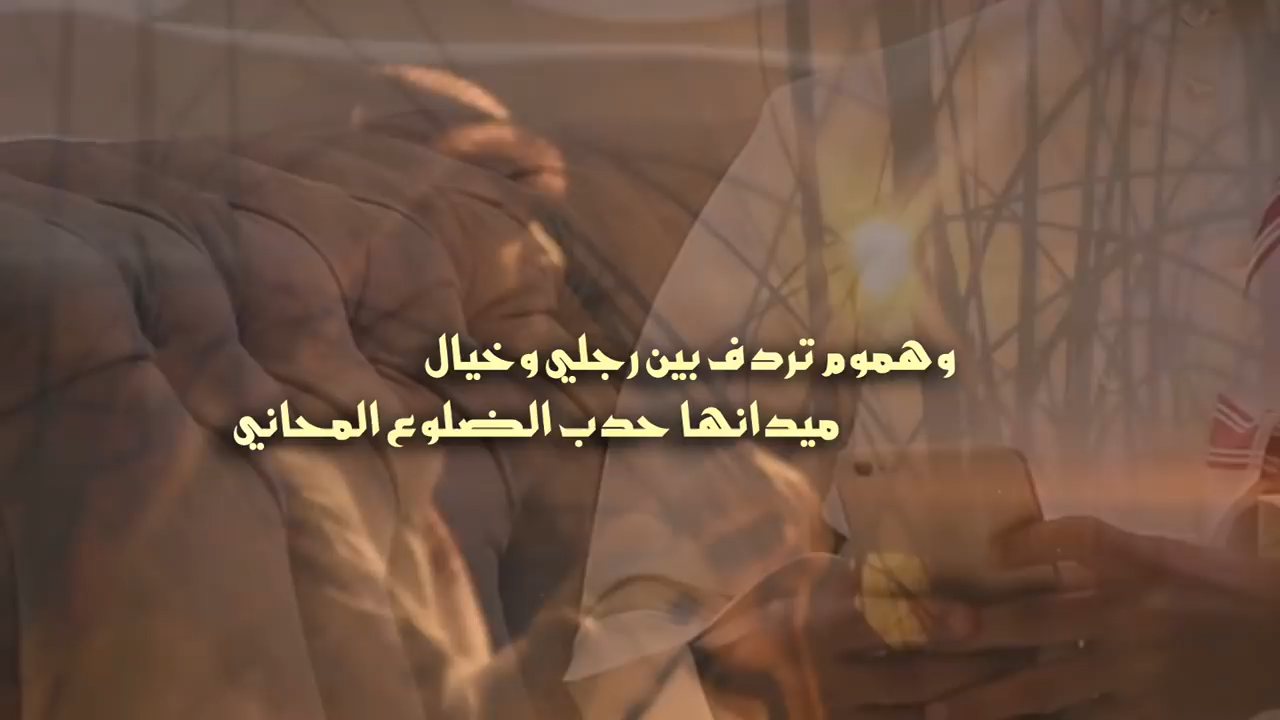 وهموم تردف بين رجلي وخيال
ميدانها حدب الضلوع المحاني